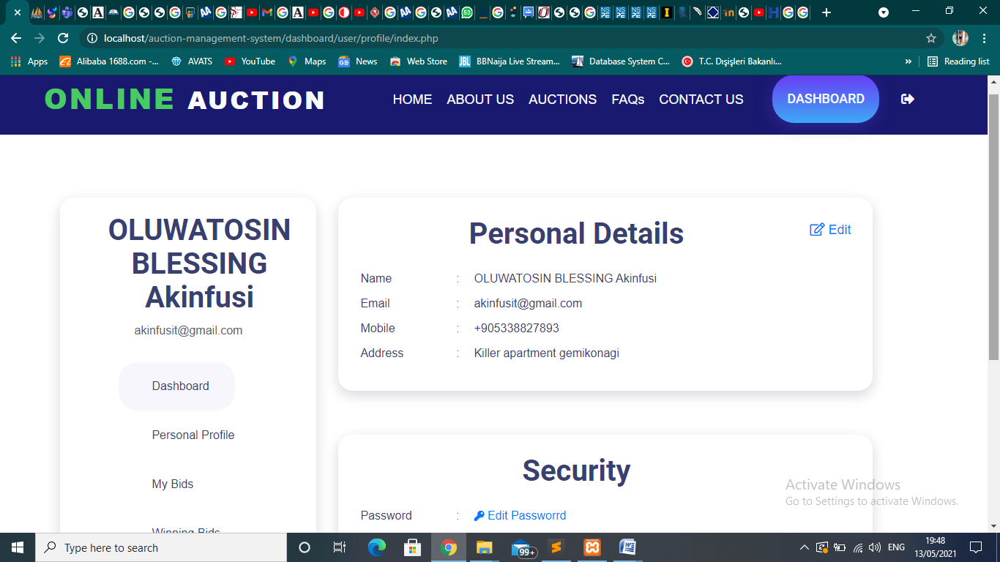 localhost/auction-management-system/dashboard/user/profile/index.php
Apps Alibaba 1688.com -... AVATS YouTube Maps News Web Store BBNaija Live Stream... Database System C... T.C. Dışişleri Bakanlı... » Reading list
ONLINE AUCTION HOME ABOUT US AUCTIONS FAQs CONTACT US DASHBOARD
OLUWATOSIN
BLESSING
Akinfusi
akinfusit@gmail.com
Dashboard
Personal Profile
My Bids
Winning Bids
Personal Details Edit
Name : OLUWATOSIN BLESSING Akinfusi
Email : akinfusit@gmail.com
Mobile : +905338827893
Address : Killer apartment gemikonagi
Security
Password : Edit Passworrd
Activate Windows
Go to Settings to activate Windows.
Type here to search 99+ ENG 19:48
13/05/2021